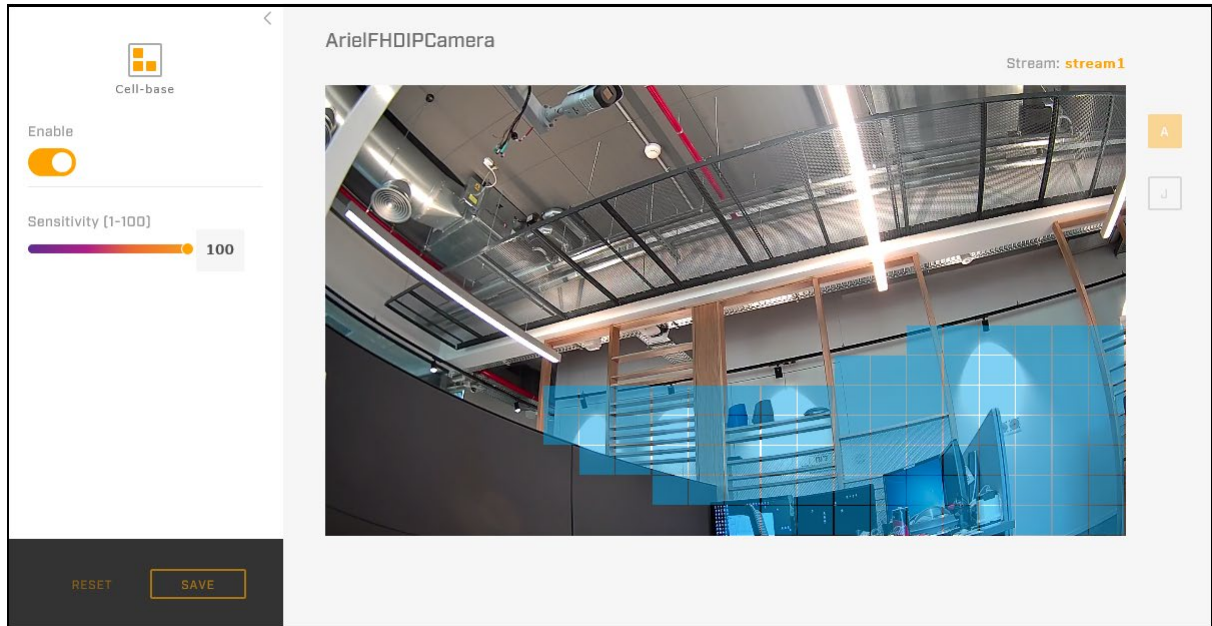 Cell-base
Enable
Sensitivity (1-100)
100
RESET
SAVE
ArielFHDIPCamera
Stream: stream1
A
J